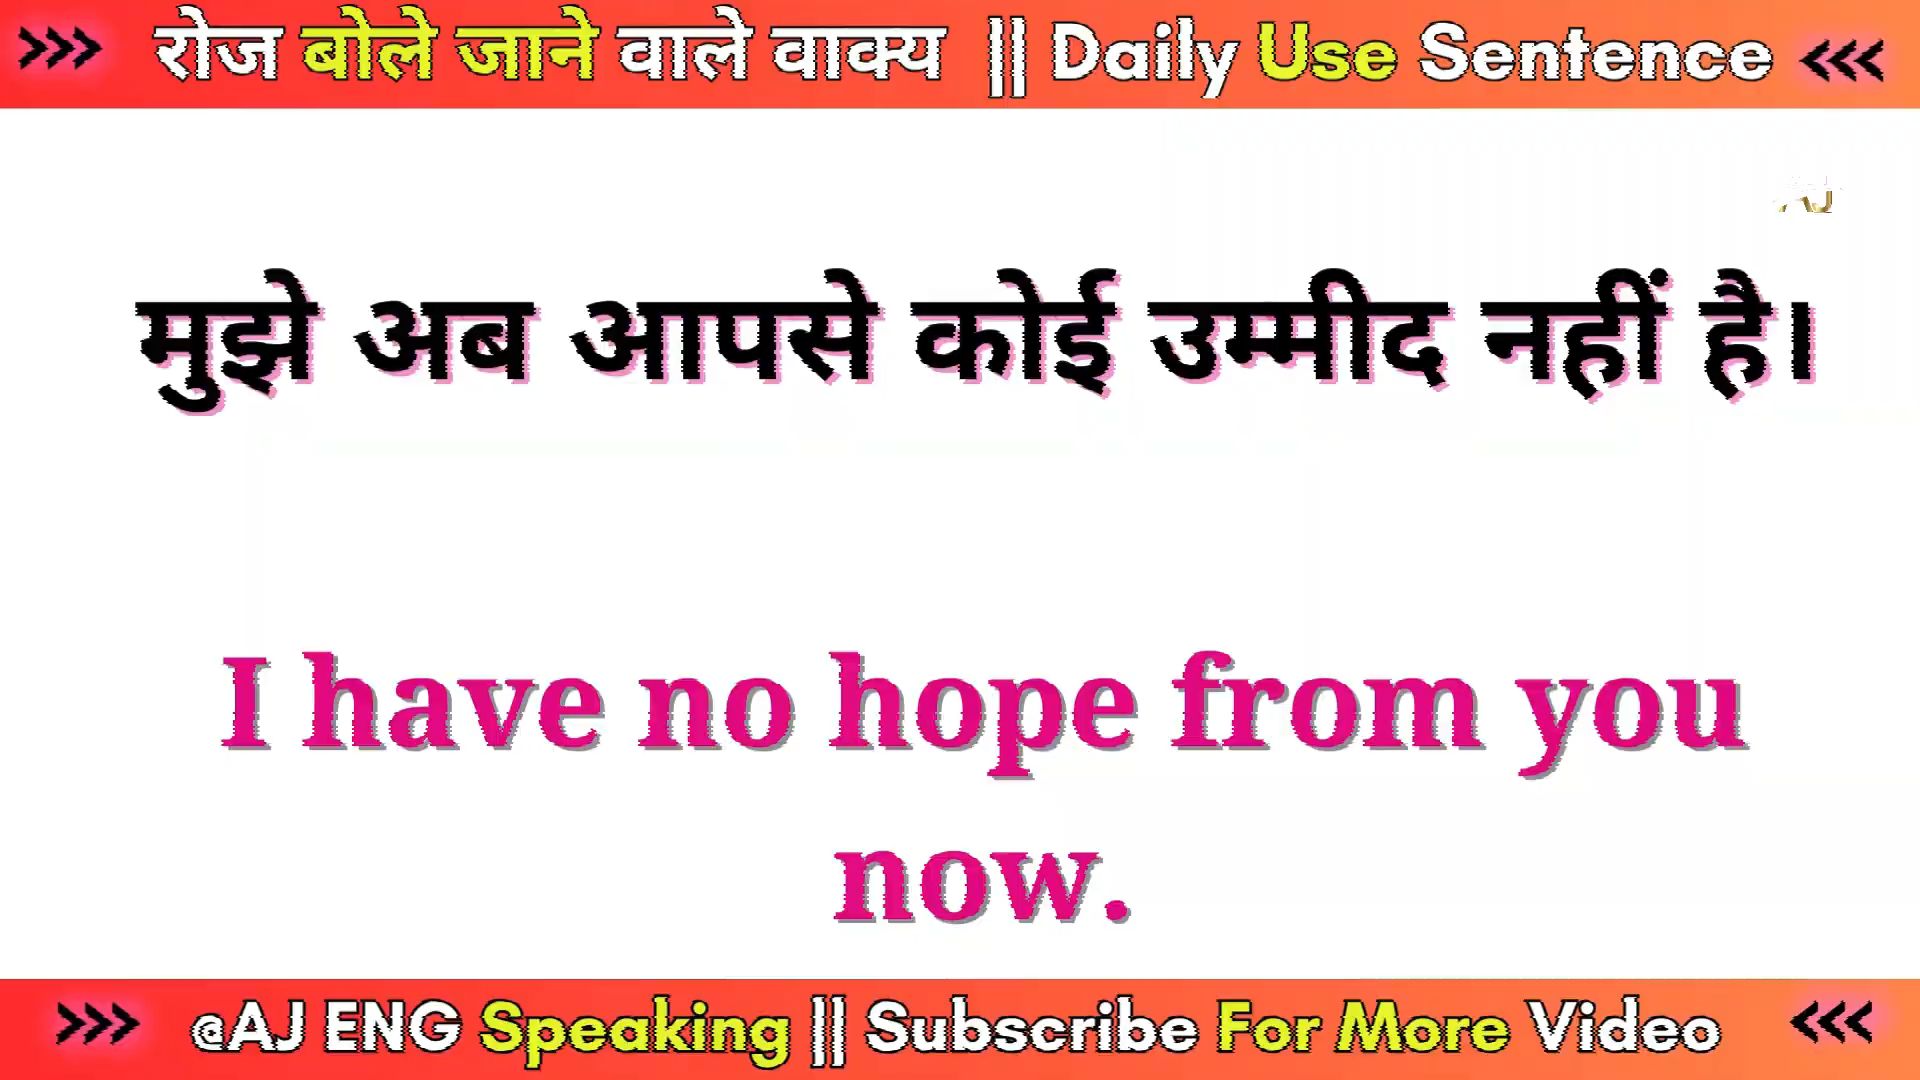 रोज बोले जाने वाले वाक्य || Daily Use Sentence
AJ
मुझे अब आपसे कोई उम्मीद नहीं है।
I have no hope from you
now.
@AJ ENG Speaking || Subscribe For More Video